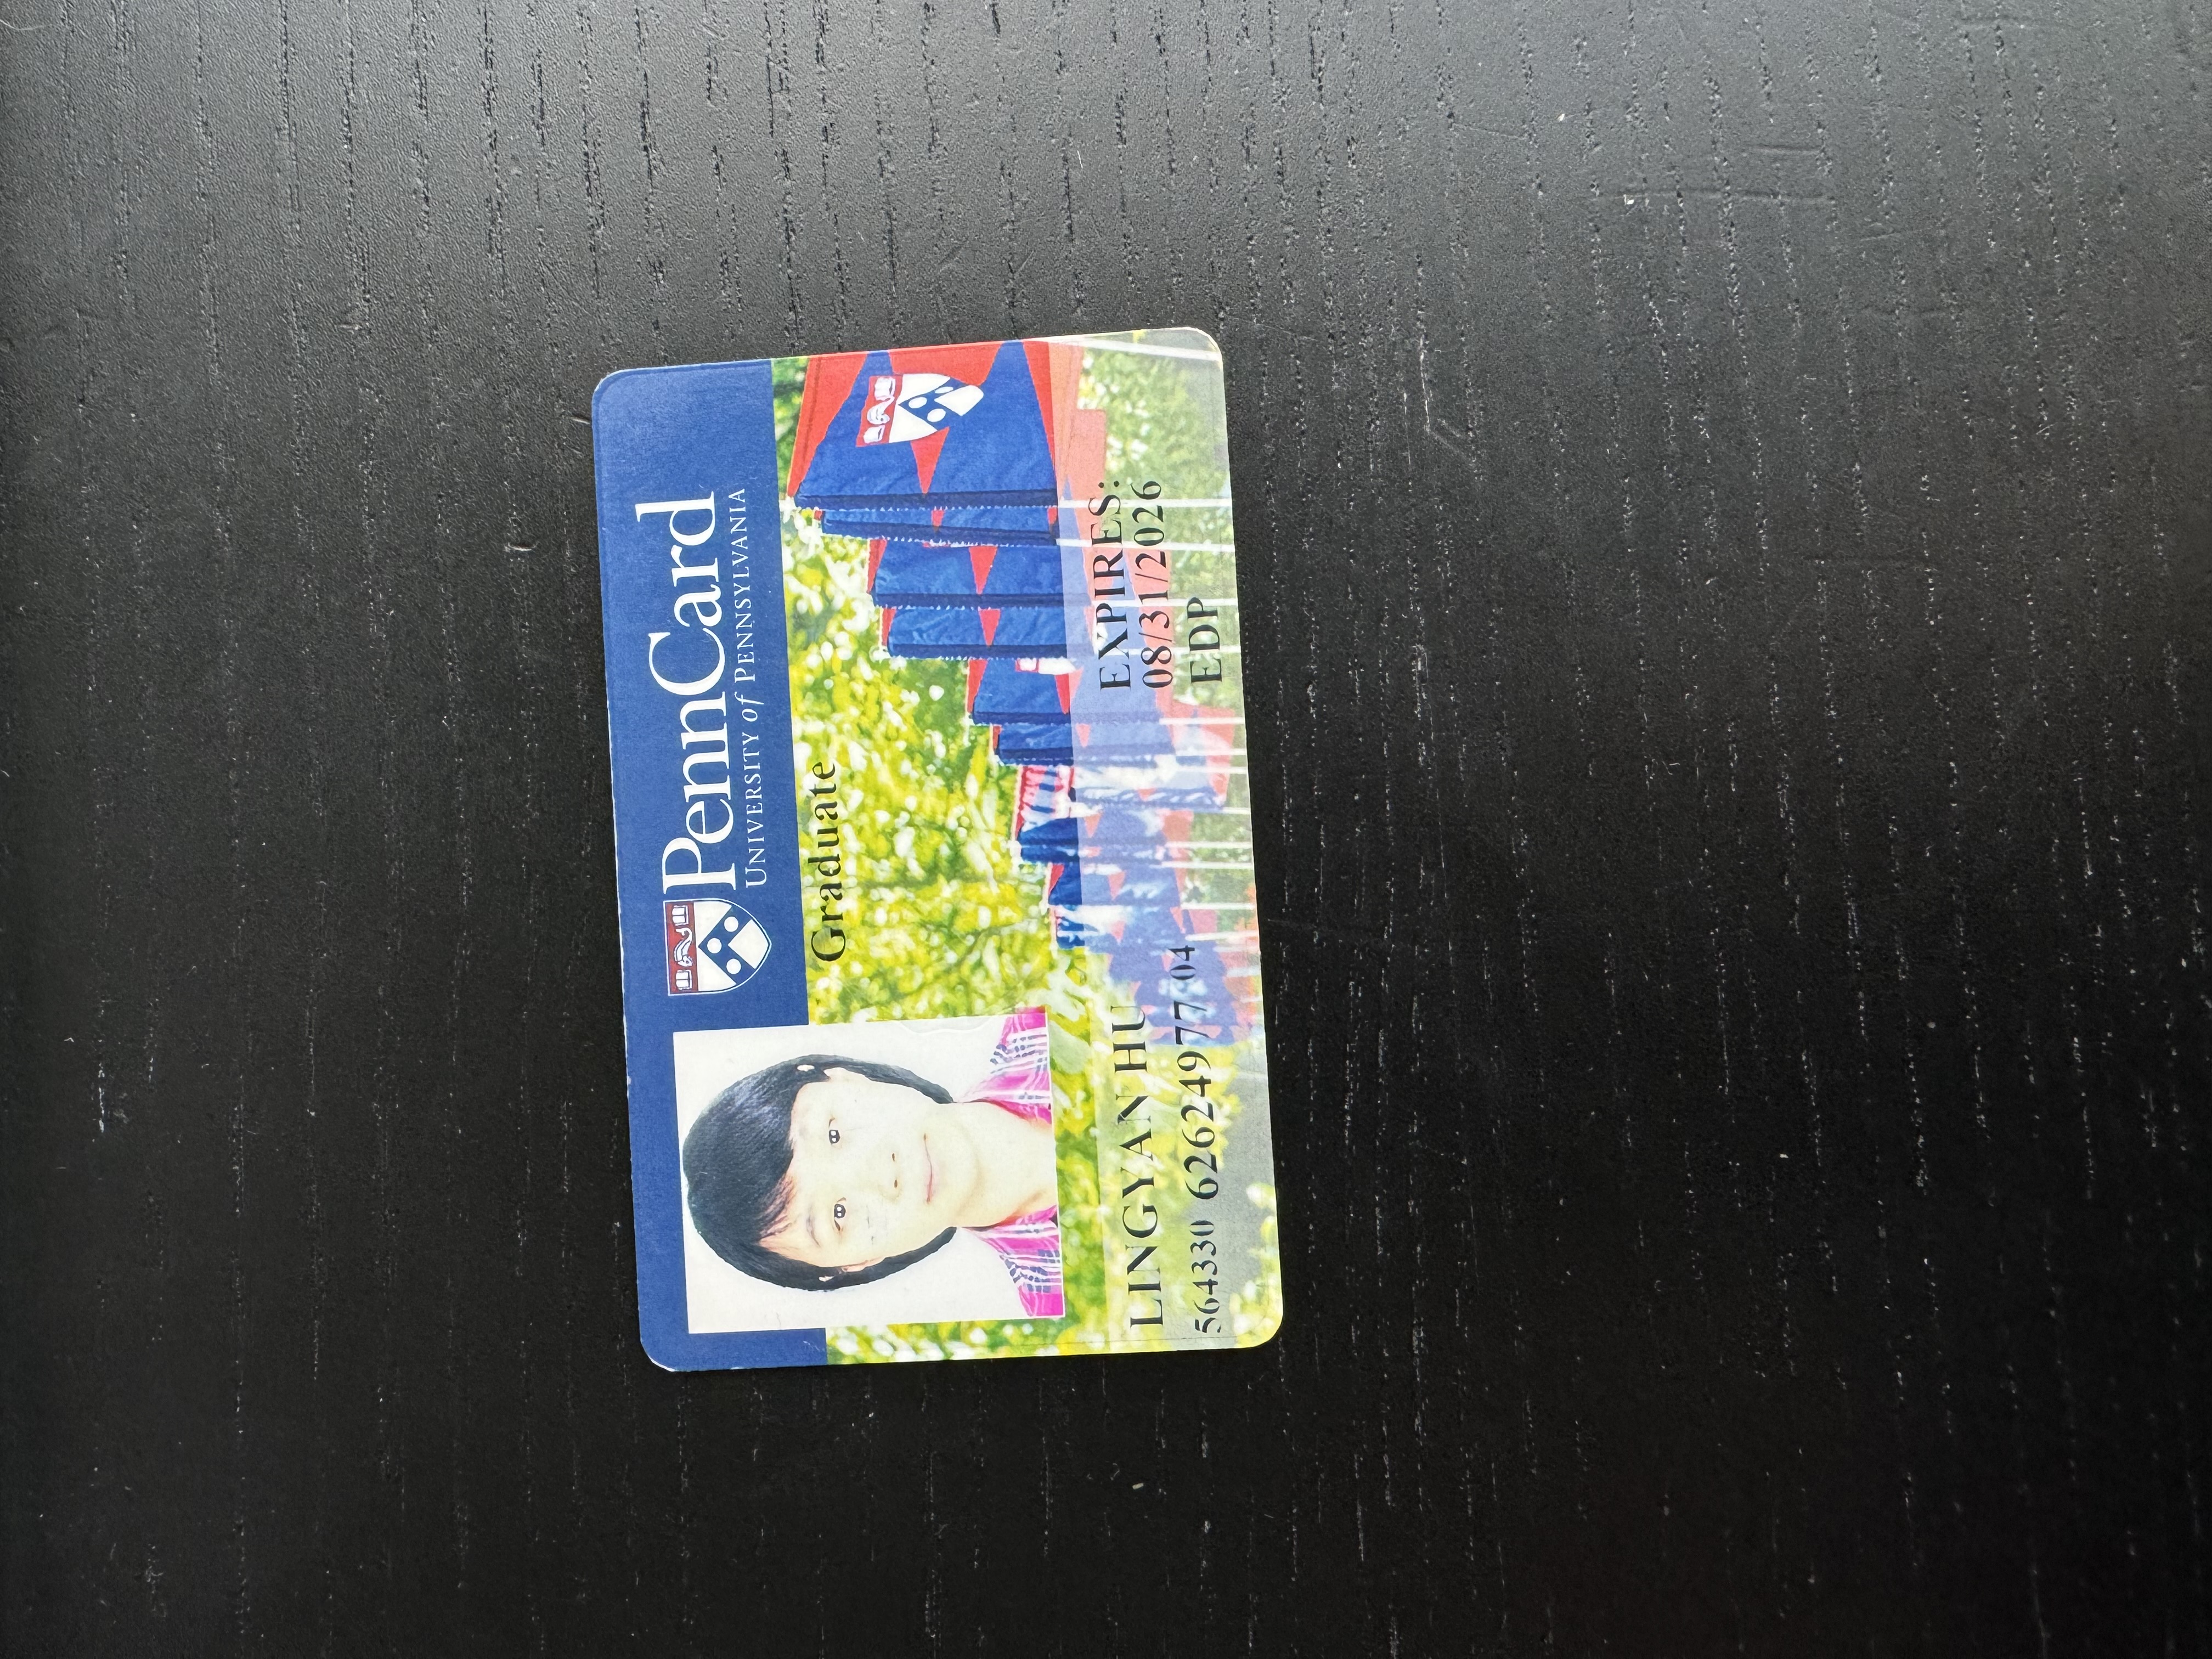 PennCard
UNIVERSITY of PENNSYLVANIA
Graduate
LINGYAN HU
564330 62624977 04
EXPIRES:
08/31/2026
EDP